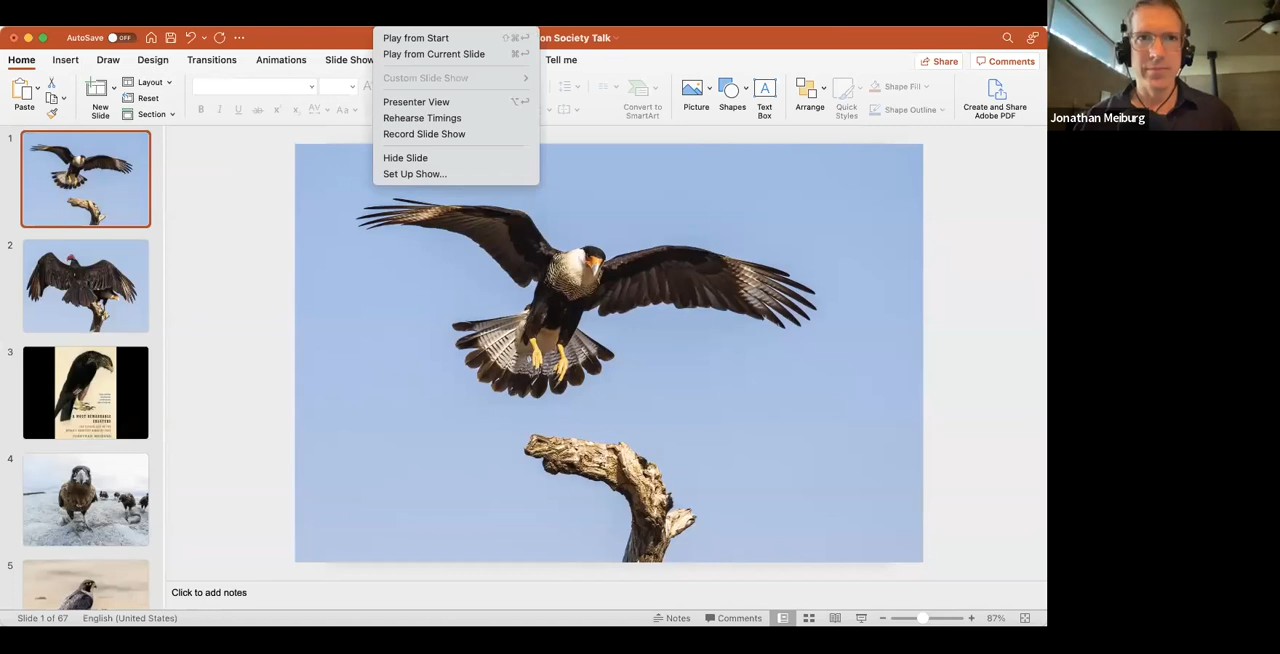 AutoSave OFF
on Society Talk
Home Insert Draw Design Transitions Animations Slide Show Tell me
Share Comments
Paste
New Slide
Layout
Reset
Section
B I U ab x Aa
Convert to SmartArt
Picture
Shapes
Text Box
Arrange
Quick Styles
Shape Fill
Shape Outline
Create and Share Adobe PDF
Play from Start ⇧⌘↩
Play from Current Slide ⌘↩
Custom Slide Show
Presenter View ⌥↩
Rehearse Timings
Record Slide Show
Hide Slide
Set Up Show...
1
2
3
A MOST REMARKABLE
CREATURE
JONATHAN MEIBURG
4
5
Click to add notes
Slide 1 of 67 English (United States) Notes Comments 87%
Jonathan Meiburg